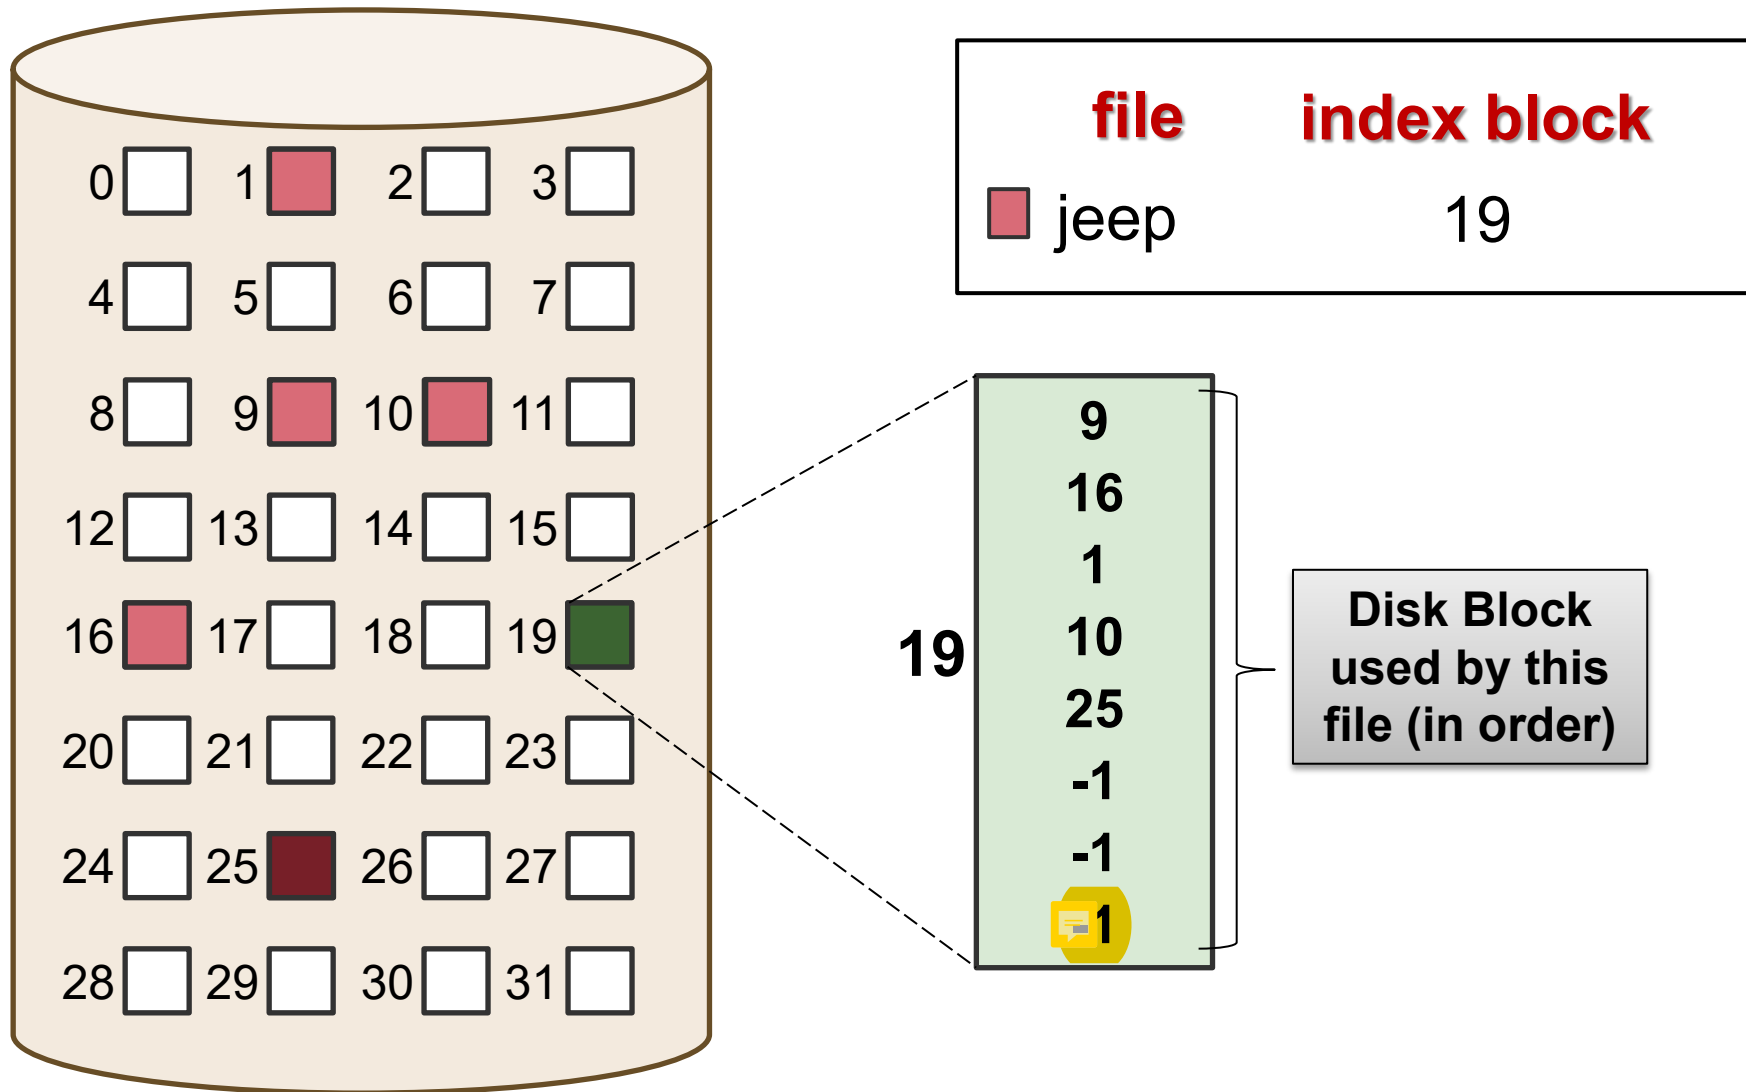 file index block
jeep 19
0 1 2 3
4 5 6 7
8 9 10 11
12 13 14 15
16 17 18 19
20 21 22 23
24 25 26 27
28 29 30 31
19
9
16
1
10
25
-1
-1
1
Disk Block
used by this
file (in order)